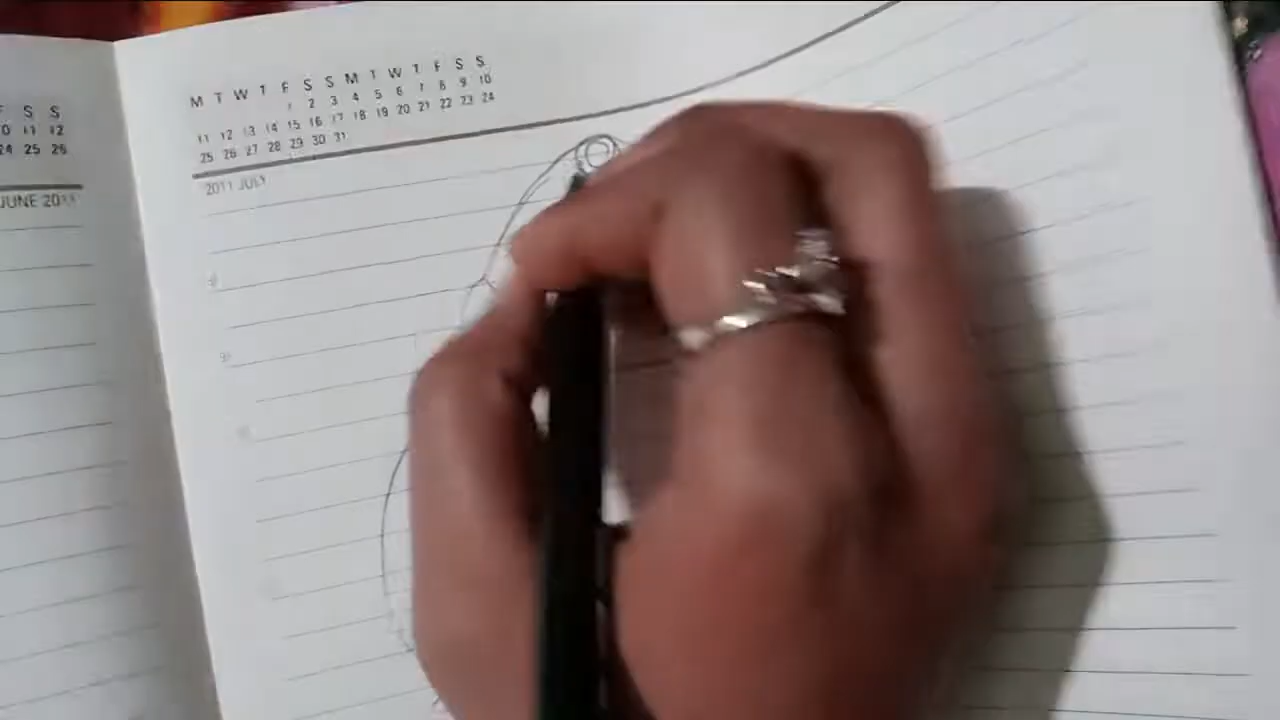 F S S
10 11 12
24 25 26
JUNE 2011
M T W T F S S M T W T F S S
1 2 3 4 5 6 7 8 9 10
11 12 13 14 15 16 17 18 19 20 21 22 23 24
25 26 27 28 29 30 31
2011 JULY